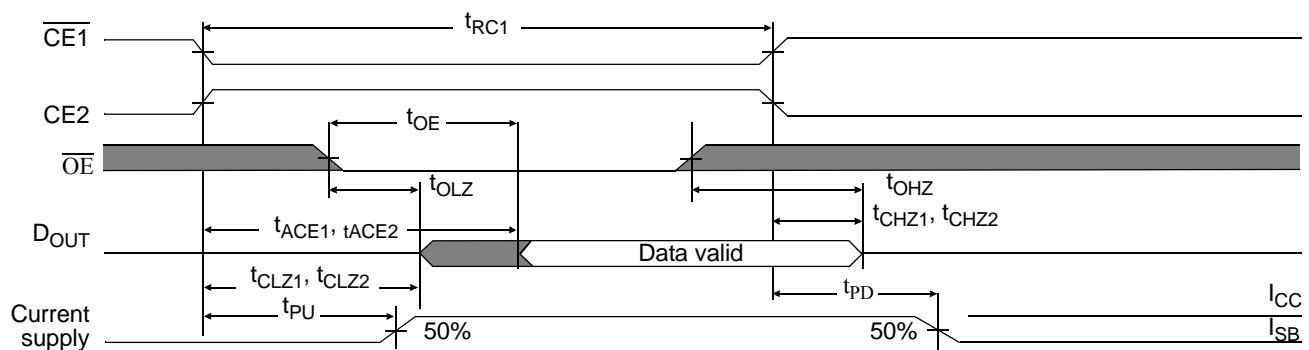 tRC1
CE1
CE2
tOE
OE
tOLZ
tOHZ
tCHZ1, tCHZ2
tACE1, tACE2
DOUT
Data valid
tCLZ1, tCLZ2
tPD
tPU
ICC
Current
supply
50%
50%
ISB